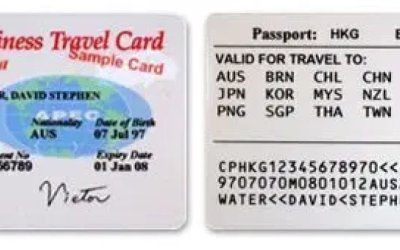 iness Travel Card
Sample Card
R, DAVID STEPHEN
Nationality Date of Birth
AUS 07 Jul 97
ent No Expiry Date
56789 01 Jan 08
Victor
Passport: HKG
VALID FOR TRAVEL TO:
AUS BRN CHL CHN
JPN KOR MYS NZL
PNG SGP THA TWN
CPHKG12345678970<<
9707070M0801012AUS
WATER<<DAVID<STEPH